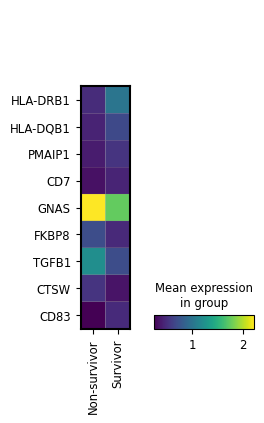 HLA-DRB1
HLA-DQB1
PMAIP1
CD7
GNAS
FKBP8
TGFB1
CTSW
CD83
Non-survivor
Survivor
Mean expression
in group
1 2